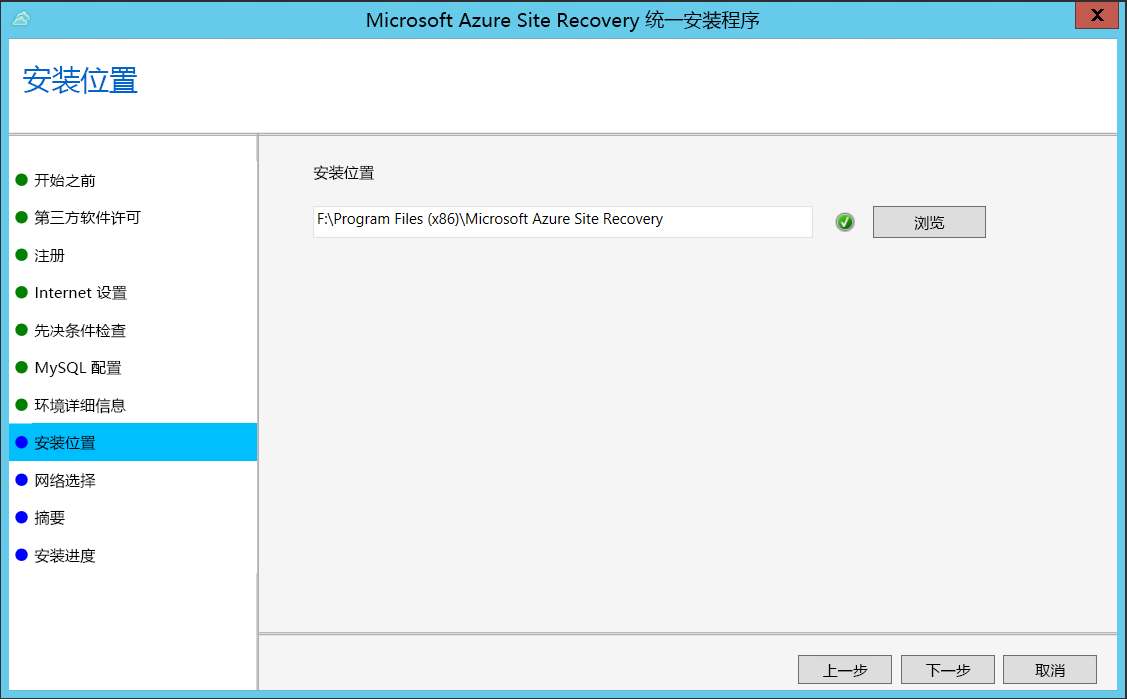 Microsoft Azure Site Recovery 统一安装程序
X
安装位置
开始之前
第三方软件许可
注册
Internet 设置
先决条件检查
MySQL 配置
环境详细信息
安装位置
网络选择
摘要
安装进度
安装位置
F:\Program Files (x86)\Microsoft Azure Site Recovery
浏览
上一步
下一步
取消